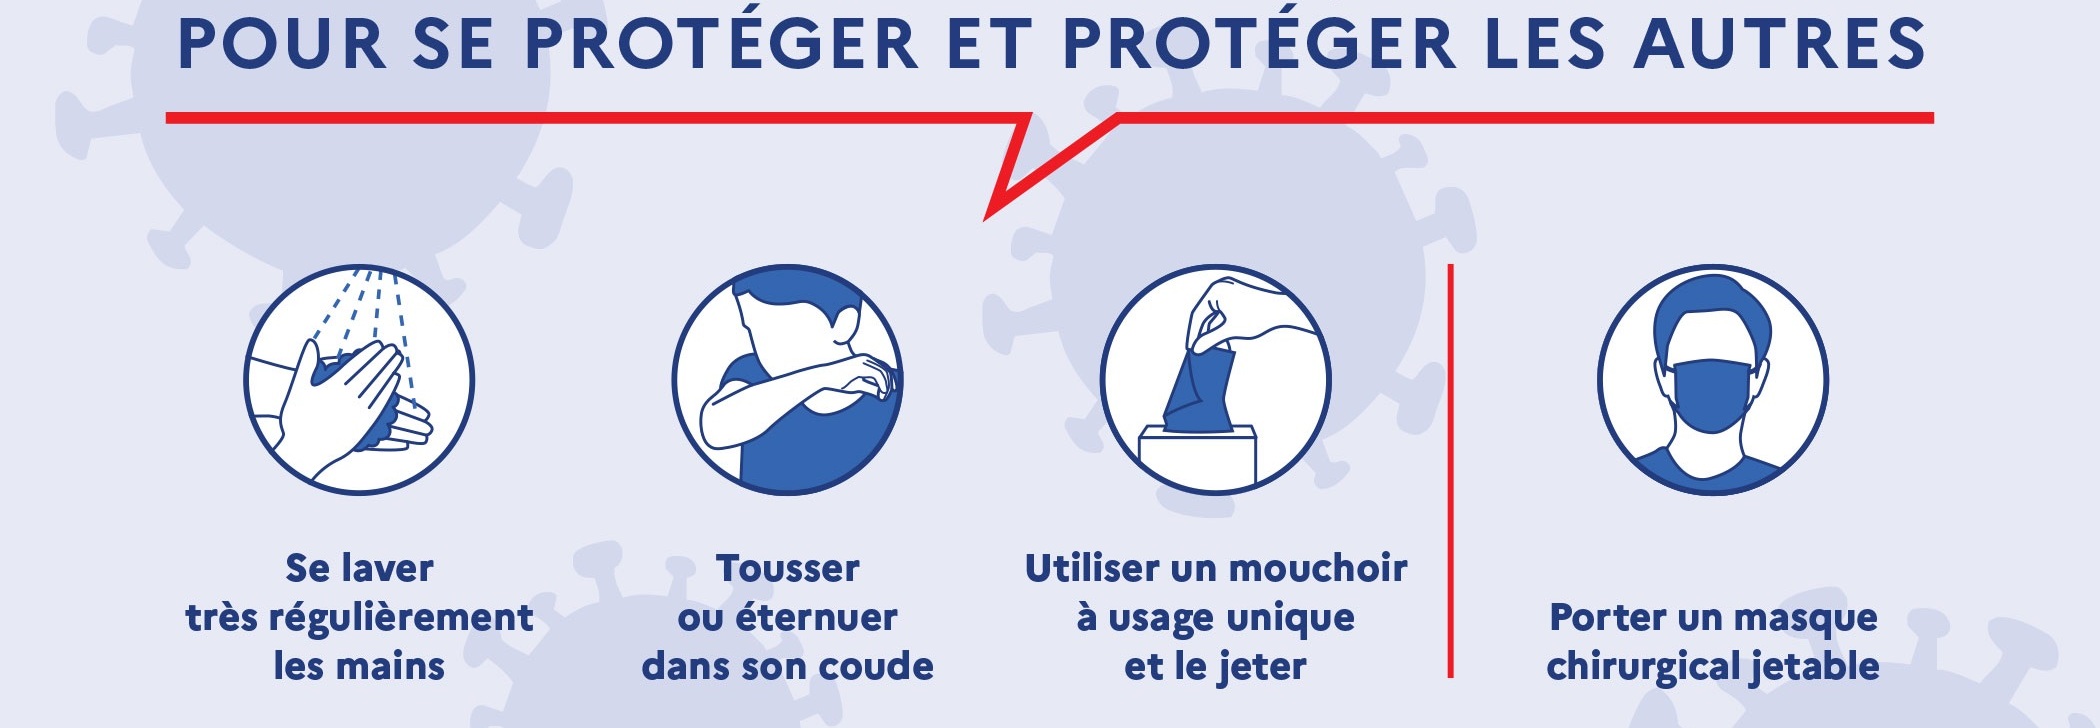 POUR SE PROTÉGER ET PROTÉGER LES AUTRES
Se laver
très régulièrement
les mains
Tousser
ou éternuer
dans son coude
Utiliser un mouchoir
à usage unique
et le jeter
Porter un masque
chirurgical jetable